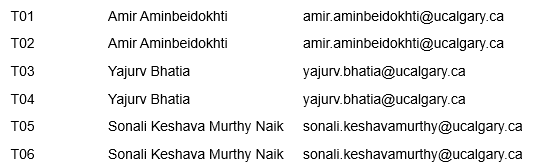 T01 Amir Aminbeidokhti amir.aminbeidokhti@ucalgary.ca
T02 Amir Aminbeidokhti amir.aminbeidokhti@ucalgary.ca
T03 Yajurv Bhatia yajurv.bhatia@ucalgary.ca
T04 Yajurv Bhatia yajurv.bhatia@ucalgary.ca
T05 Sonali Keshava Murthy Naik sonali.keshavamurthy@ucalgary.ca
T06 Sonali Keshava Murthy Naik sonali.keshavamurthy@ucalgary.ca